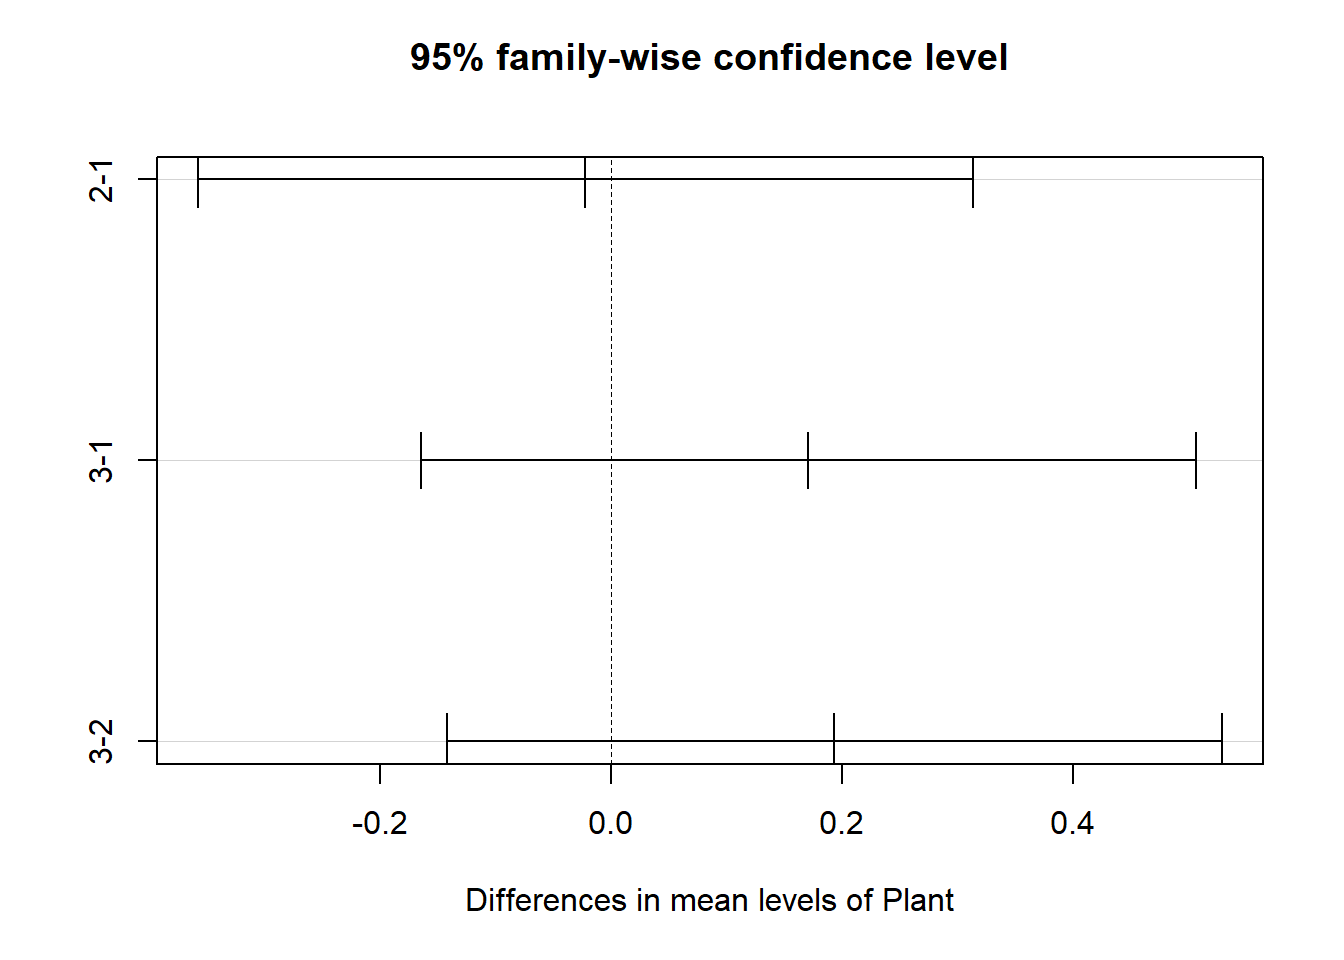 95% family-wise confidence level
2-1
3-1
3-2
-0.2 0.0 0.2 0.4
Differences in mean levels of Plant